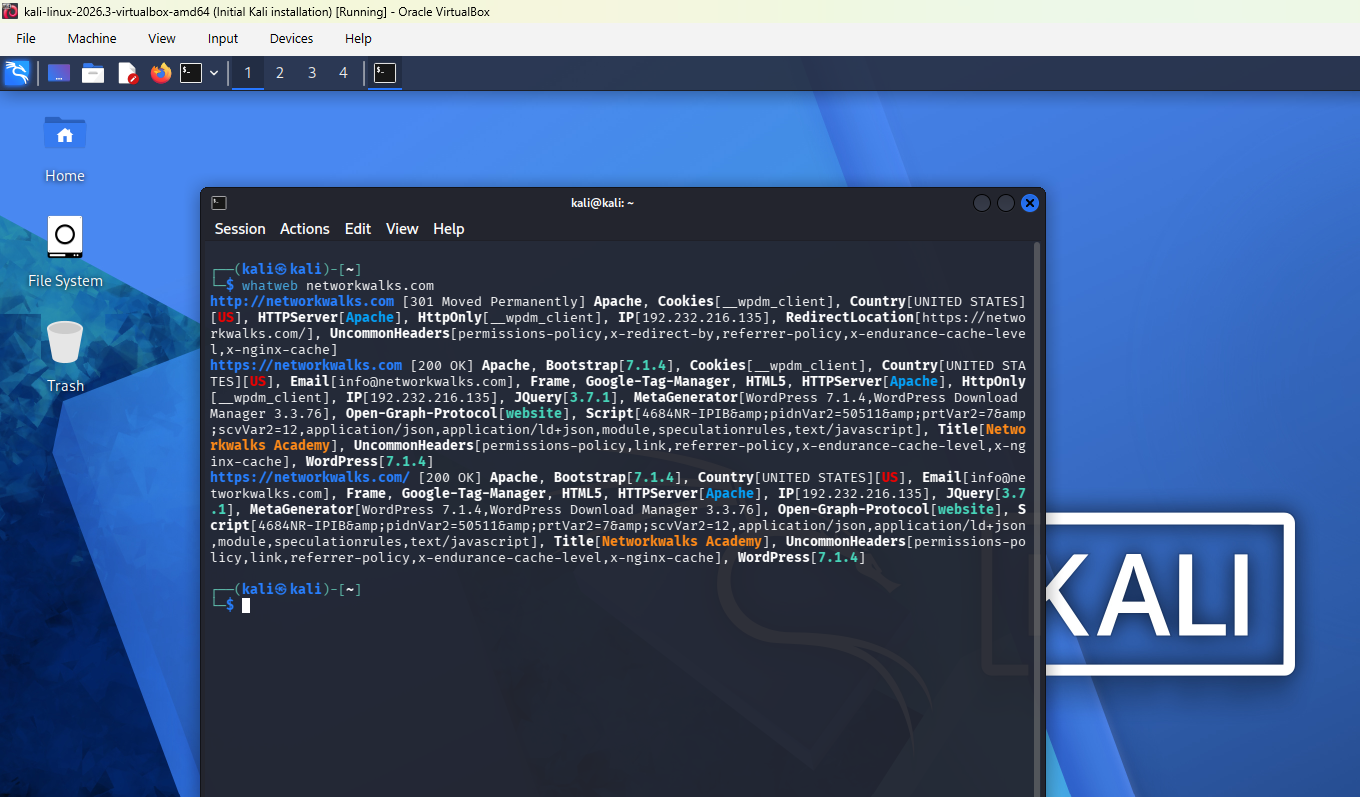 kali-linux-2026.3-virtualbox-amd64 (Initial Kali installation) [Running] - Oracle VirtualBox
File Machine View Input Devices Help
1 2 3 4
Home
File System
Trash
kali@kali: ~
Session Actions Edit View Help
┌──(kali㉿kali)-[~]
└─$ whatweb networkwalks.com
http://networkwalks.com [301 Moved Permanently] Apache, Cookies[__wpdm_client], Country[UNITED STATES]
[US], HTTPServer[Apache], HttpOnly[__wpdm_client], IP[192.232.216.135], RedirectLocation[https://netwo
rkwalks.com/], UncommonHeaders[permissions-policy,x-redirect-by,referrer-policy,x-endurance-cache-leve
l,x-nginx-cache]
https://networkwalks.com [200 OK] Apache, Bootstrap[7.1.4], Cookies[__wpdm_client], Country[UNITED STA
TES][US], Email[info@networkwalks.com], Frame, Google-Tag-Manager, HTML5, HTTPServer[Apache], HttpOnly
[__wpdm_client], IP[192.232.216.135], JQuery[3.7.1], MetaGenerator[WordPress 7.1.4,WordPress Download
Manager 3.3.76], Open-Graph-Protocol[website], Script[4684NR-IPIB&amp;pidnVar2=50511&amp;prtVar2=7&amp
;scvVar2=12,application/json,application/ld+json,module,speculationrules,text/javascript], Title[Netwo
rkwalks Academy], UncommonHeaders[permissions-policy,link,referrer-policy,x-endurance-cache-level,x-ng
inx-cache], WordPress[7.1.4]
https://networkwalks.com/ [200 OK] Apache, Bootstrap[7.1.4], Country[UNITED STATES][US], Email[info@ne
tworkwalks.com], Frame, Google-Tag-Manager, HTML5, HTTPServer[Apache], IP[192.232.216.135], JQuery[3.7
.1], MetaGenerator[WordPress 7.1.4,WordPress Download Manager 3.3.76], Open-Graph-Protocol[website], S
cript[4684NR-IPIB&amp;pidnVar2=50511&amp;prtVar2=7&amp;scvVar2=12,application/json,application/ld+json
,module,speculationrules,text/javascript], Title[Networkwalks Academy], UncommonHeaders[permissions-po
licy,link,referrer-policy,x-endurance-cache-level,x-nginx-cache], WordPress[7.1.4]
┌──(kali㉿kali)-[~]
└─$
KALI